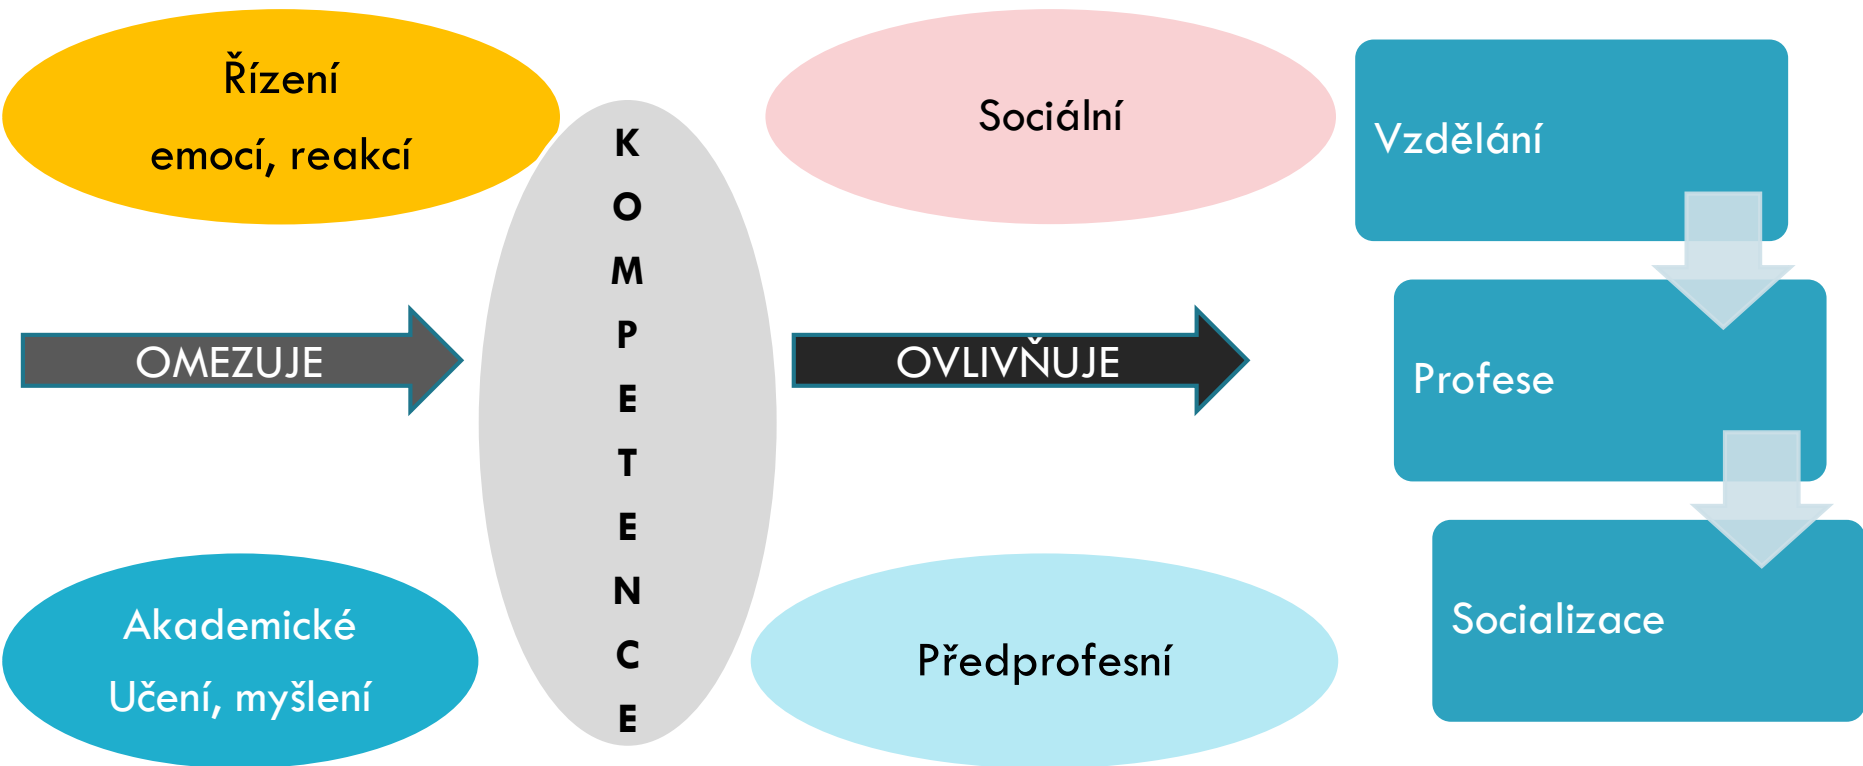 Řízení
emocí, reakcí
K
O
M
P
E
T
E
N
C
E
Sociální
Vzdělání
OMEZUJE
OVLIVŇUJE
Profese
Akademické
Učení, myšlení
Předprofesní
Socializace